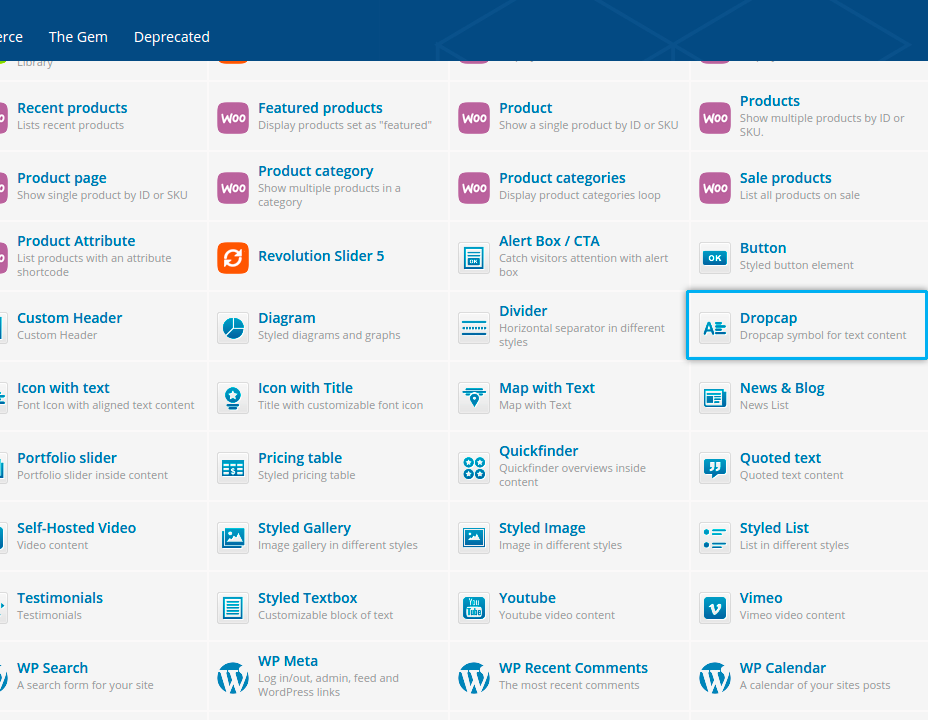 erce The Gem Deprecated
Library
Recent products
Lists recent products
Woo
Featured products
Display products set as "featured"
Woo
Product
Show a single product by ID or SKU
Woo
Products
Show multiple products by ID or
SKU.
Product page
Show single product by ID or SKU
Woo
Product category
Show multiple products in a
category
Woo
Product categories
Display product categories loop
Woo
Sale products
List all products on sale
Product Attribute
List products with an attribute
shortcode
Revolution Slider 5
OK
Alert Box / CTA
Catch visitors attention with alert
box
OK
Button
Styled button element
Custom Header
Custom Header
Diagram
Styled diagrams and graphs
Divider
Horizontal separator in different
styles
A
Dropcap
Dropcap symbol for text content
Icon with text
Font Icon with aligned text content
Icon with Title
Title with customizable font icon
Map with Text
Map with Text
News & Blog
News List
Portfolio slider
Portfolio slider inside content
$
Pricing table
Styled pricing table
Quickfinder
Quickfinder overviews inside
content
Quoted text
Quoted text content
Self-Hosted Video
Video content
Styled Gallery
Image gallery in different styles
Styled Image
Image in different styles
Styled List
List in different styles
Testimonials
Testimonials
Styled Textbox
Customizable block of text
You
Tube
Youtube
Youtube video content
V
Vimeo
Vimeo video content
WP Search
A search form for your site
W
WP Meta
Log in/out, admin, feed and
WordPress links
W
WP Recent Comments
The most recent comments
W
WP Calendar
A calendar of your sites posts